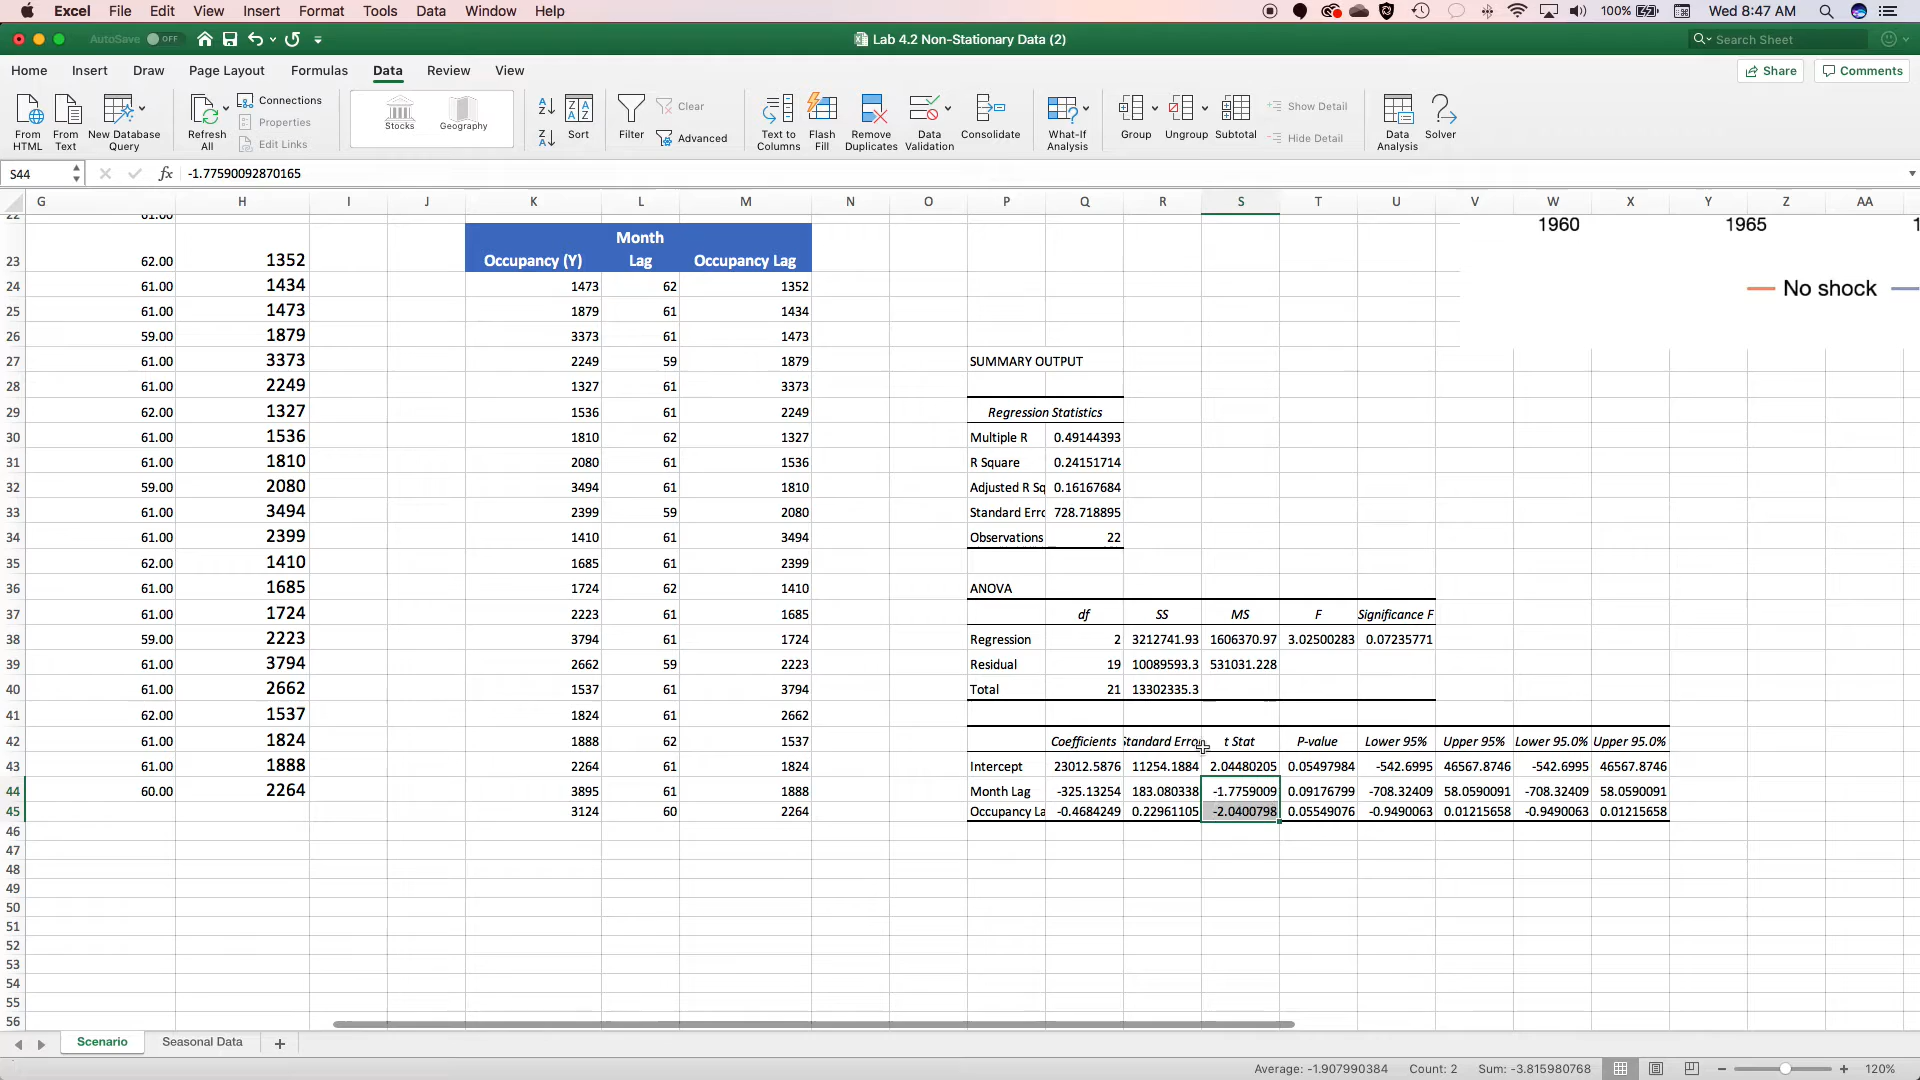 Excel File Edit View Insert Format Tools Data Window Help 100% Wed 8:47 AM
AutoSave OFF Lab 4.2 Non-Stationary Data (2) Search Sheet
Home Insert Draw Page Layout Formulas Data Review View Share Comments
From HTML From Text New Database Query Refresh All Connections Properties Edit Links Stocks Geography Sort Filter Clear Advanced Text to Columns Flash Fill Remove Duplicates Data Validation Consolidate What-If Analysis Group Ungroup Subtotal Show Detail Hide Detail Data Analysis Solver
S44 fx -1.77590092870165
G H I J K L M N O P Q R S T U V W X Y Z AA
22 61.00 1960 1965 1
23 62.00 1352 Occupancy (Y) Month Lag Occupancy Lag
24 61.00 1434 1473 62 1352 No shock
25 61.00 1473 1879 61 1434
26 59.00 1879 3373 61 1473
27 61.00 3373 2249 59 1879 SUMMARY OUTPUT
28 61.00 2249 1327 61 3373
29 62.00 1327 1536 61 2249 Regression Statistics
30 61.00 1536 1810 62 1327 Multiple R 0.49144393
31 61.00 1810 2080 61 1536 R Square 0.24151714
32 59.00 2080 3494 61 1810 Adjusted R Sq 0.16167684
33 61.00 3494 2399 59 2080 Standard Erro 728.718895
34 61.00 2399 1410 61 3494 Observations 22
35 62.00 1410 1685 61 2399
36 61.00 1685 1724 62 1410 ANOVA
37 61.00 1724 2223 61 1685 df SS MS F Significance F
38 59.00 2223 3794 61 1724 Regression 2 3212741.93 1606370.97 3.02500283 0.07235771
39 61.00 3794 2662 59 2223 Residual 19 10089593.3 531031.228
40 61.00 2662 1537 61 3794 Total 21 13302335.3
41 62.00 1537 1824 61 2662
42 61.00 1824 1888 62 1537 Coefficients Standard Erro t Stat P-value Lower 95% Upper 95% Lower 95.0% Upper 95.0%
43 61.00 1888 2264 61 1824 Intercept 23012.5876 11254.1884 2.04480205 0.05497984 -542.6995 46567.8746 -542.6995 46567.8746
44 60.00 2264 3895 61 1888 Month Lag -325.13254 183.080338 -1.7759009 0.09176799 -708.32409 58.0590091 -708.32409 58.0590091
45 3124 60 2264 Occupancy La -0.4684249 0.22961105 -2.0400798 0.05549076 -0.9490063 0.01215658 -0.9490063 0.01215658
46
47
48
49
50
51
52
53
54
55
56
Scenario Seasonal Data
Average: -1.907990384 Count: 2 Sum: -3.815980768 120%